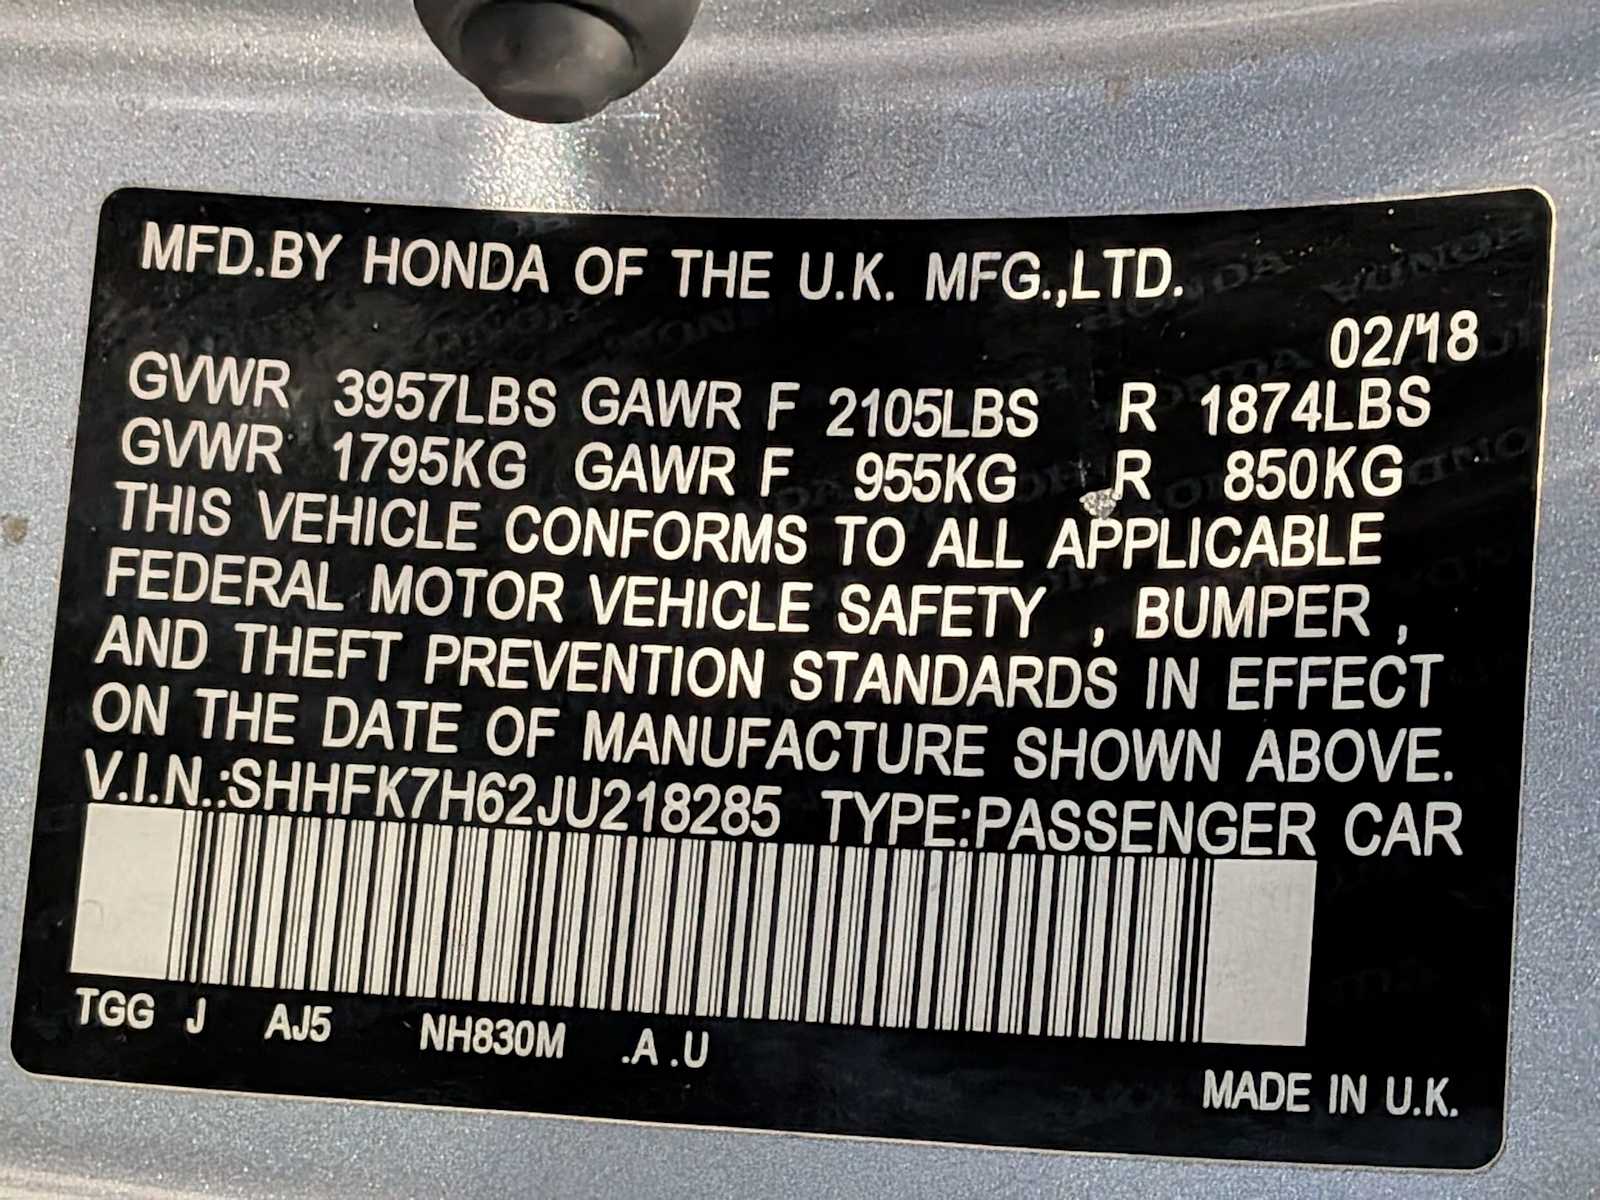 MFD.BY HONDA OF THE U.K. MFG.,LTD.
02/18
GVWR 3957LBS GAWR F 2105LBS R 1874LBS
GVWR 1795KG GAWR F 955KG R 850KG
THIS VEHICLE CONFORMS TO ALL APPLICABLE
FEDERAL MOTOR VEHICLE SAFETY , BUMPER ,
AND THEFT PREVENTION STANDARDS IN EFFECT
ON THE DATE OF MANUFACTURE SHOWN ABOVE.
V.I.N.:SHHFK7H62JU218285 TYPE:PASSENGER CAR
TGG J AJ5 NH830M .A .U
MADE IN U.K.